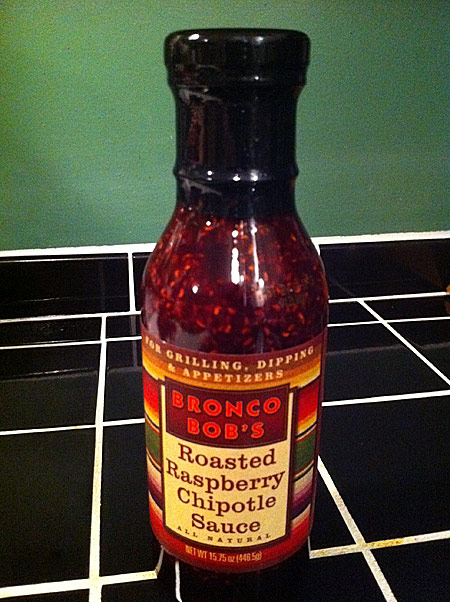 FOR GRILLING, DIPPING
& APPETIZERS
BRONCO
BOB'S
Roasted
Raspberry
Chipotle
Sauce
ALL NATURAL
NET WT 15.75 OZ (446.5g)